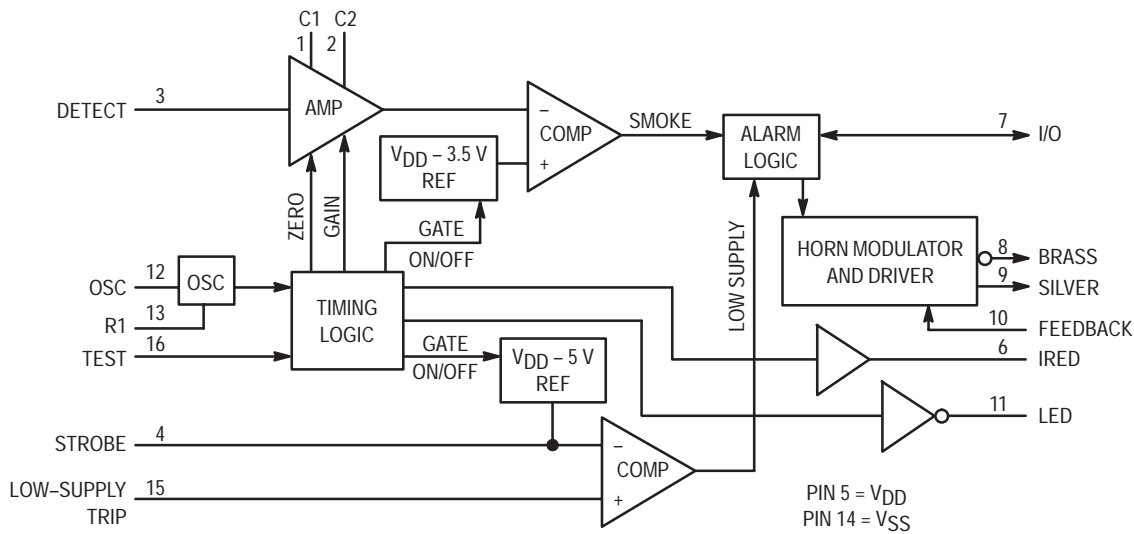 C1 C2
1 2
DETECT 3
AMP
–
COMP
+
SMOKE
ALARM
LOGIC
7 I/O
VDD – 3.5 V
REF
ZERO
GAIN
GATE
ON/OFF
LOW SUPPLY
HORN MODULATOR
AND DRIVER
8 BRASS
9 SILVER
10 FEEDBACK
OSC 12
OSC
R1 13
TEST 16
TIMING
LOGIC
GATE
ON/OFF
VDD – 5 V
REF
6 IRED
11 LED
STROBE 4
–
COMP
+
LOW–SUPPLY
TRIP
15
PIN 5 = VDD
PIN 14 = VSS